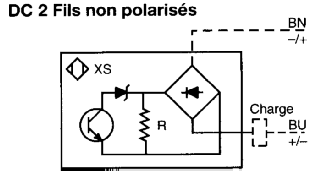 DC 2 Fils non polarisés
BN
–/+
XS
R
Charge
BU
+/–